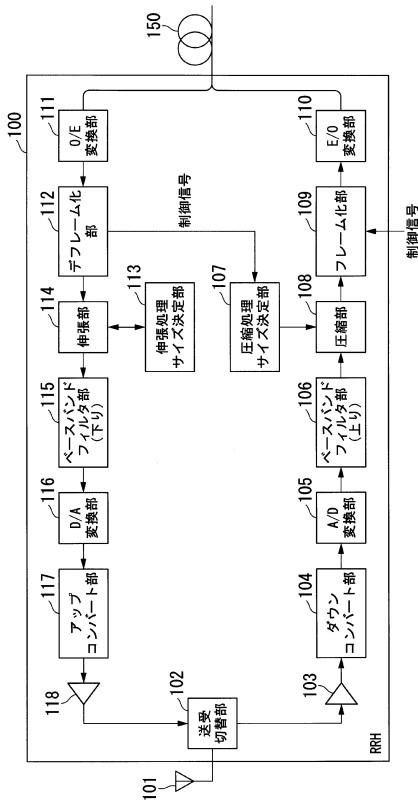 100
150
111
O/E
変換部
112
デフレーム化
部
114
伸張部
115
ベースバンド
フィルタ部
(下り)
116
D/A
変換部
117
アップ
コンバート部
118
制御信号
113
伸張処理
サイズ決定部
107
圧縮処理
サイズ決定部
101
102
送受
切替部
103
104
ダウン
コンバート部
105
A/D
変換部
106
ベースバンド
フィルタ部
(上り)
108
圧縮部
109
フレーム化部
110
E/O
変換部
制御信号
RRH